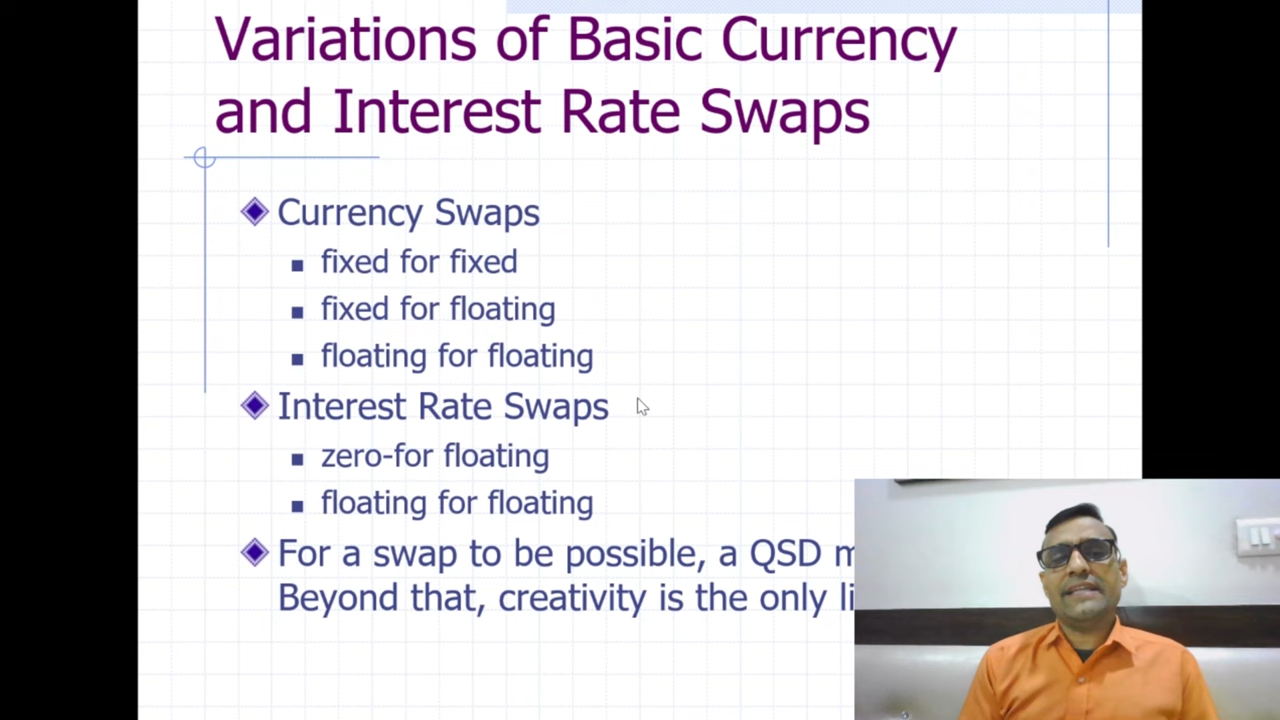 Variations of Basic Currency
and Interest Rate Swaps
Currency Swaps
fixed for fixed
fixed for floating
floating for floating
Interest Rate Swaps
zero-for floating
floating for floating
For a swap to be possible, a QSD
Beyond that, creativity is the only